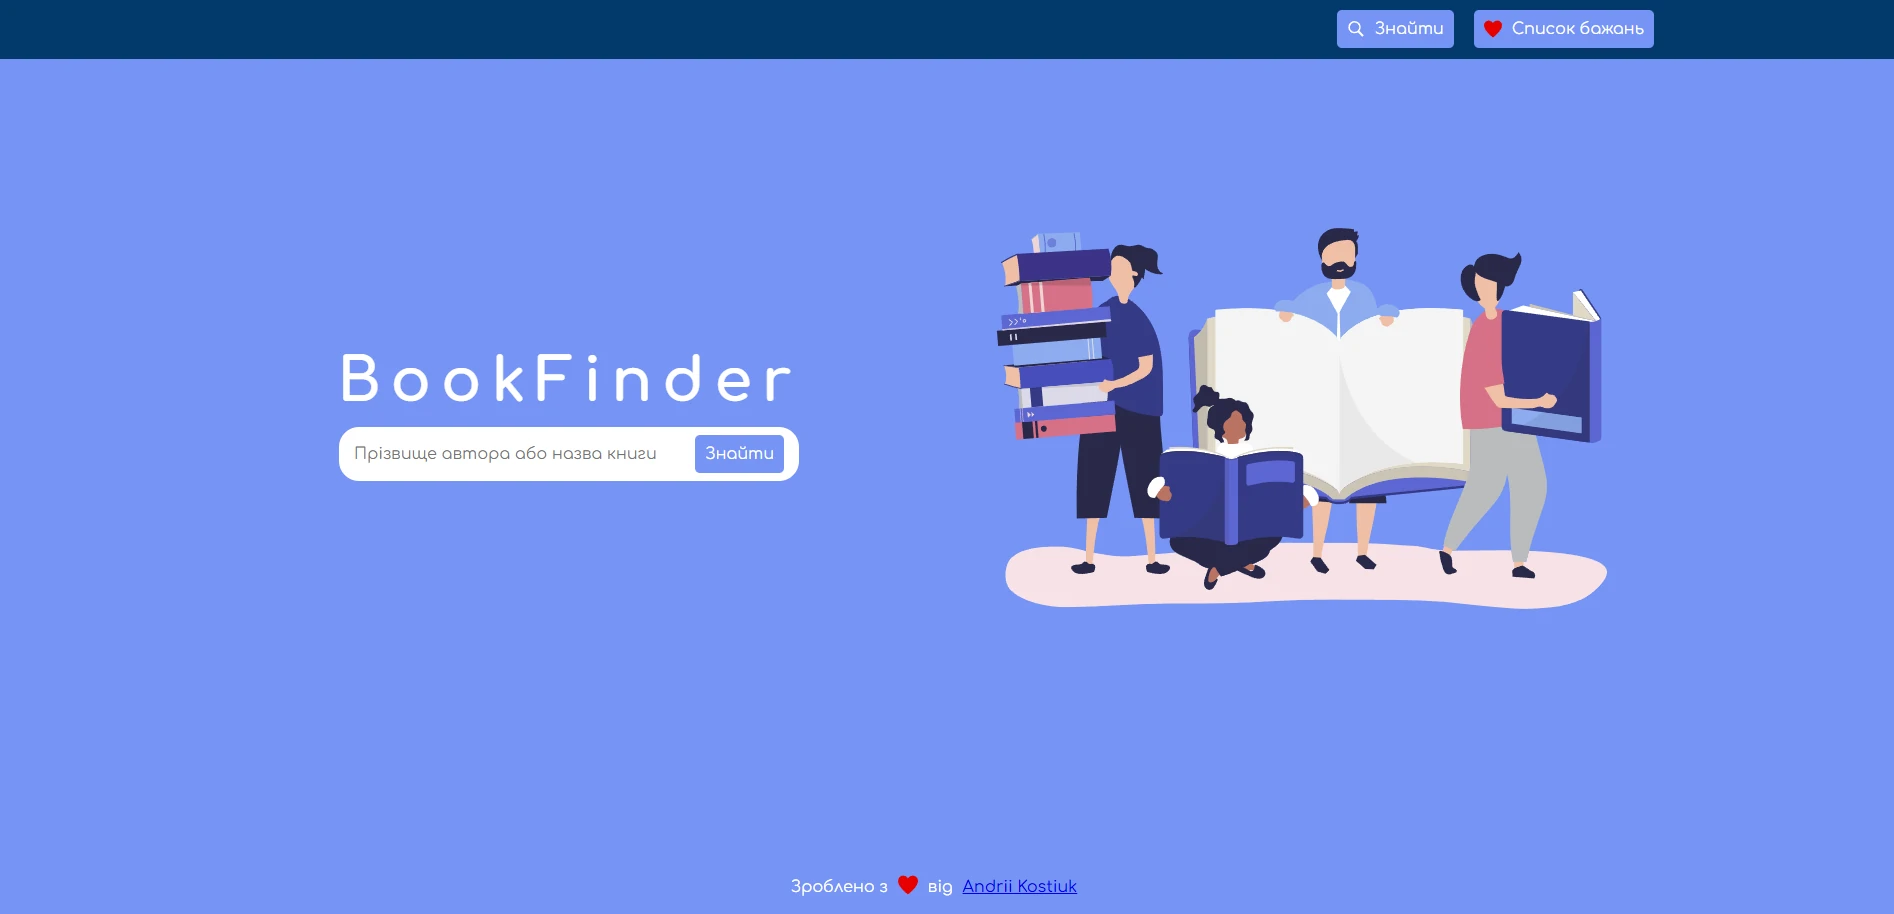 Знайти
Список бажань
BookFinder
Прізвище автора або назва книги
Знайти
Зроблено з ❤ від Andrii Kostiuk